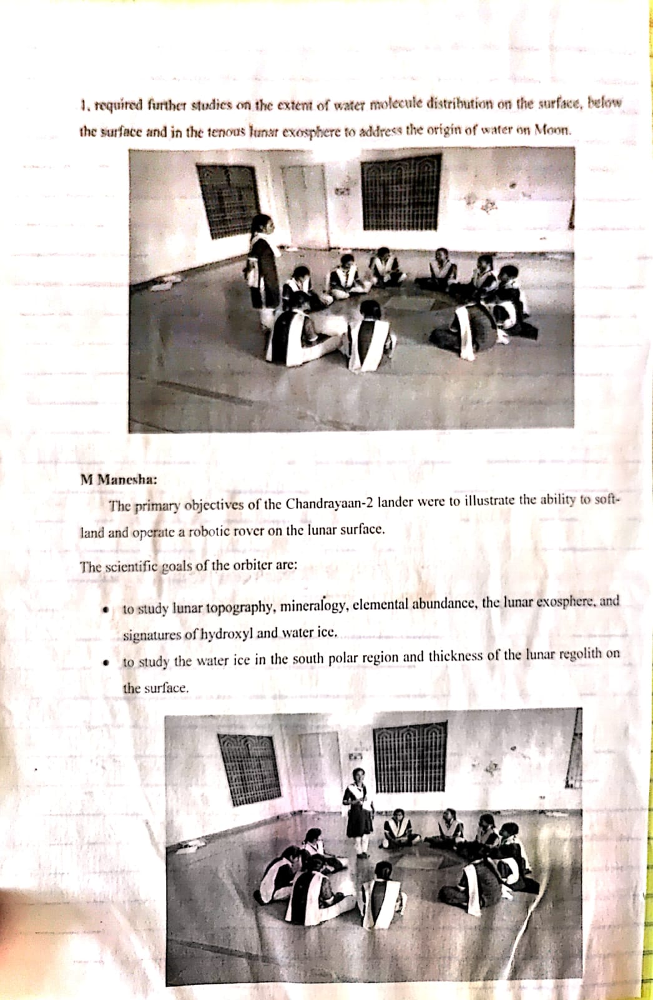 1. required further studies on the extent of water molecule distribution on the surface, below
the surface and in the tenous lunar exosphere to address the origin of water on Moon.
M Manesha:
The primary objectives of the Chandrayaan-2 lander were to illustrate the ability to soft-
land and operate a robotic rover on the lunar surface.
The scientific goals of the orbiter are:
• to study lunar topography, mineralogy, elemental abundance, the lunar exosphere, and
signatures of hydroxyl and water ice.
• to study the water ice in the south polar region and thickness of the lunar regolith on
the surface.